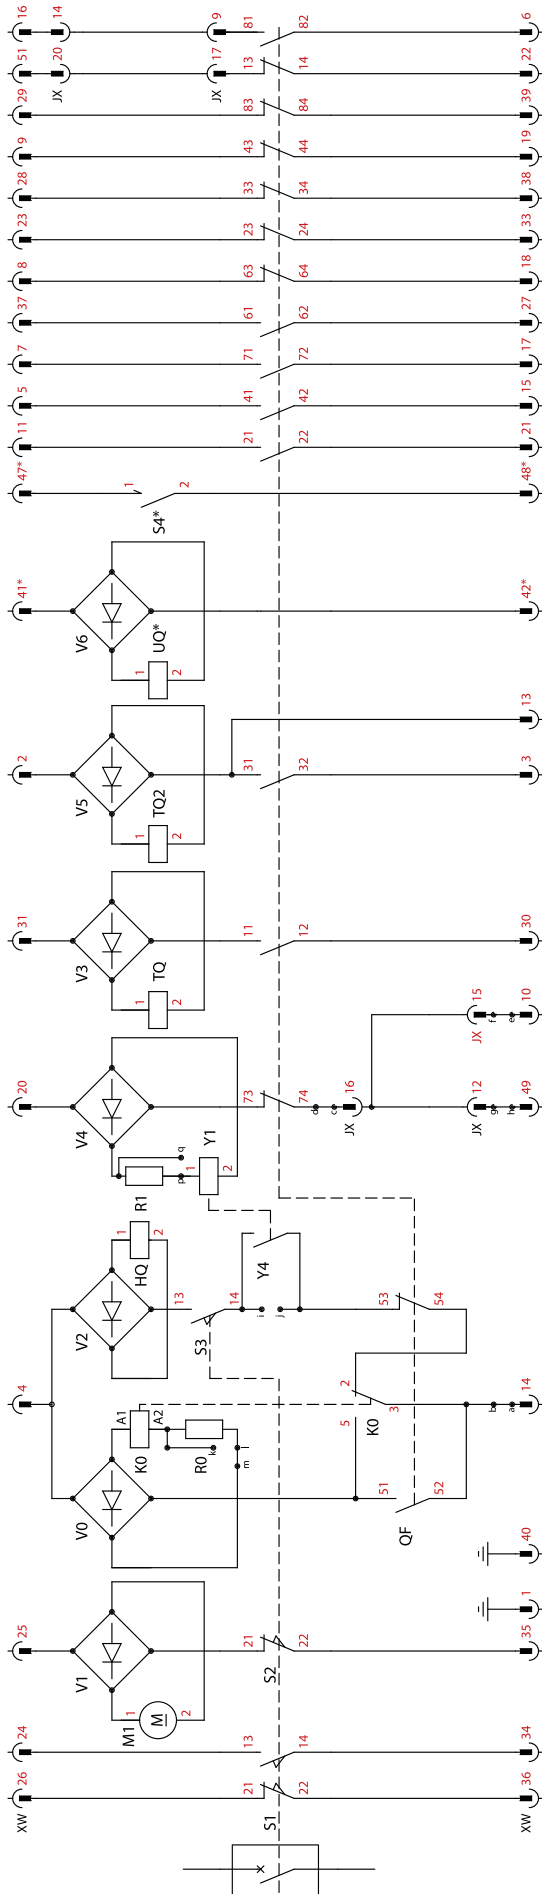 XW 26 24 25 4 20 31 2 41* 47* 11 5 7 37 8 23 28 9 29 51 16
JX 20 14
V1 V0 V2 V4 V3 V5 V6
M1 1 A1 1 1 1 1 1
M K0 HQ R1 TQ TQ2 UQ* S4*
2 A2 2 p q 2 2 2 2
R0 k 1 Y1
m l 2
S3 13 14 Y4 i j
JX 17 9
S1 21 13 S2 21 73 11 31 21 41 71 61 63 23 33 43 83 13 81
22 14 22 74 12 32 22 42 72 62 64 24 34 44 84 14 82
5 K0 2 3 53 d c
QF 51 JX 16
52 54
JX 12 JX 15
b a g h f e
XW 36 34 35 1 40 14 49 10 30 3 13 42* 48* 21 15 17 27 18 33 38 19 39 22 6